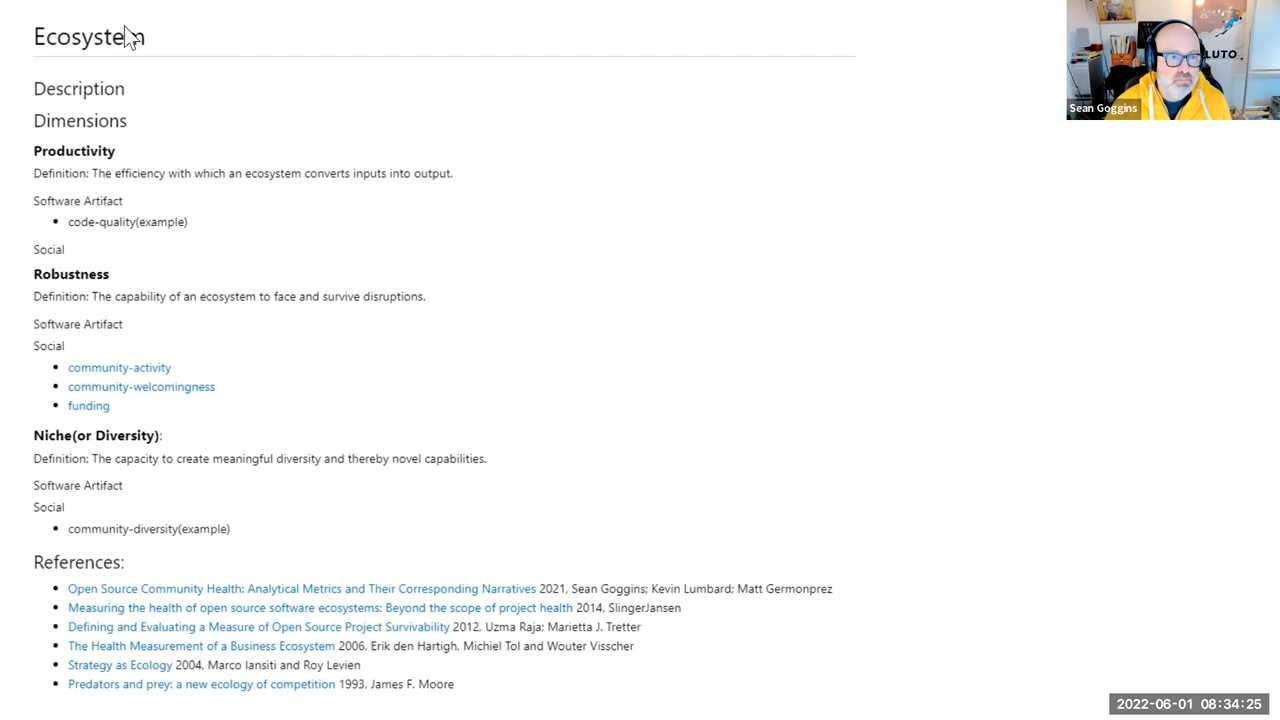 Ecosystem
Description
Dimensions
Productivity
Definition: The efficiency with which an ecosystem converts inputs into output.
Software Artifact
• code-quality(example)
Social
Robustness
Definition: The capability of an ecosystem to face and survive disruptions.
Software Artifact
Social
• community-activity
• community-welcomingness
• funding
Niche(or Diversity):
Definition: The capacity to create meaningful diversity and thereby novel capabilities.
Software Artifact
Social
• community-diversity(example)
References:
• Open Source Community Health: Analytical Metrics and Their Corresponding Narratives 2021, Sean Goggins; Kevin Lumbard; Matt Germonprez
• Measuring the health of open source software ecosystems: Beyond the scope of project health 2014, SlingerJansen
• Defining and Evaluating a Measure of Open Source Project Survivability 2012, Uzma Raja; Marietta J. Tretter
• The Health Measurement of a Business Ecosystem 2006. Erik den Hartigh, Michiel Tol and Wouter Visscher
• Strategy as Ecology 2004, Marco Iansiti and Roy Levien
• Predators and prey: a new ecology of competition 1993, James F. Moore
LUTO
Sean Goggins
2022-06-01 08:34:25